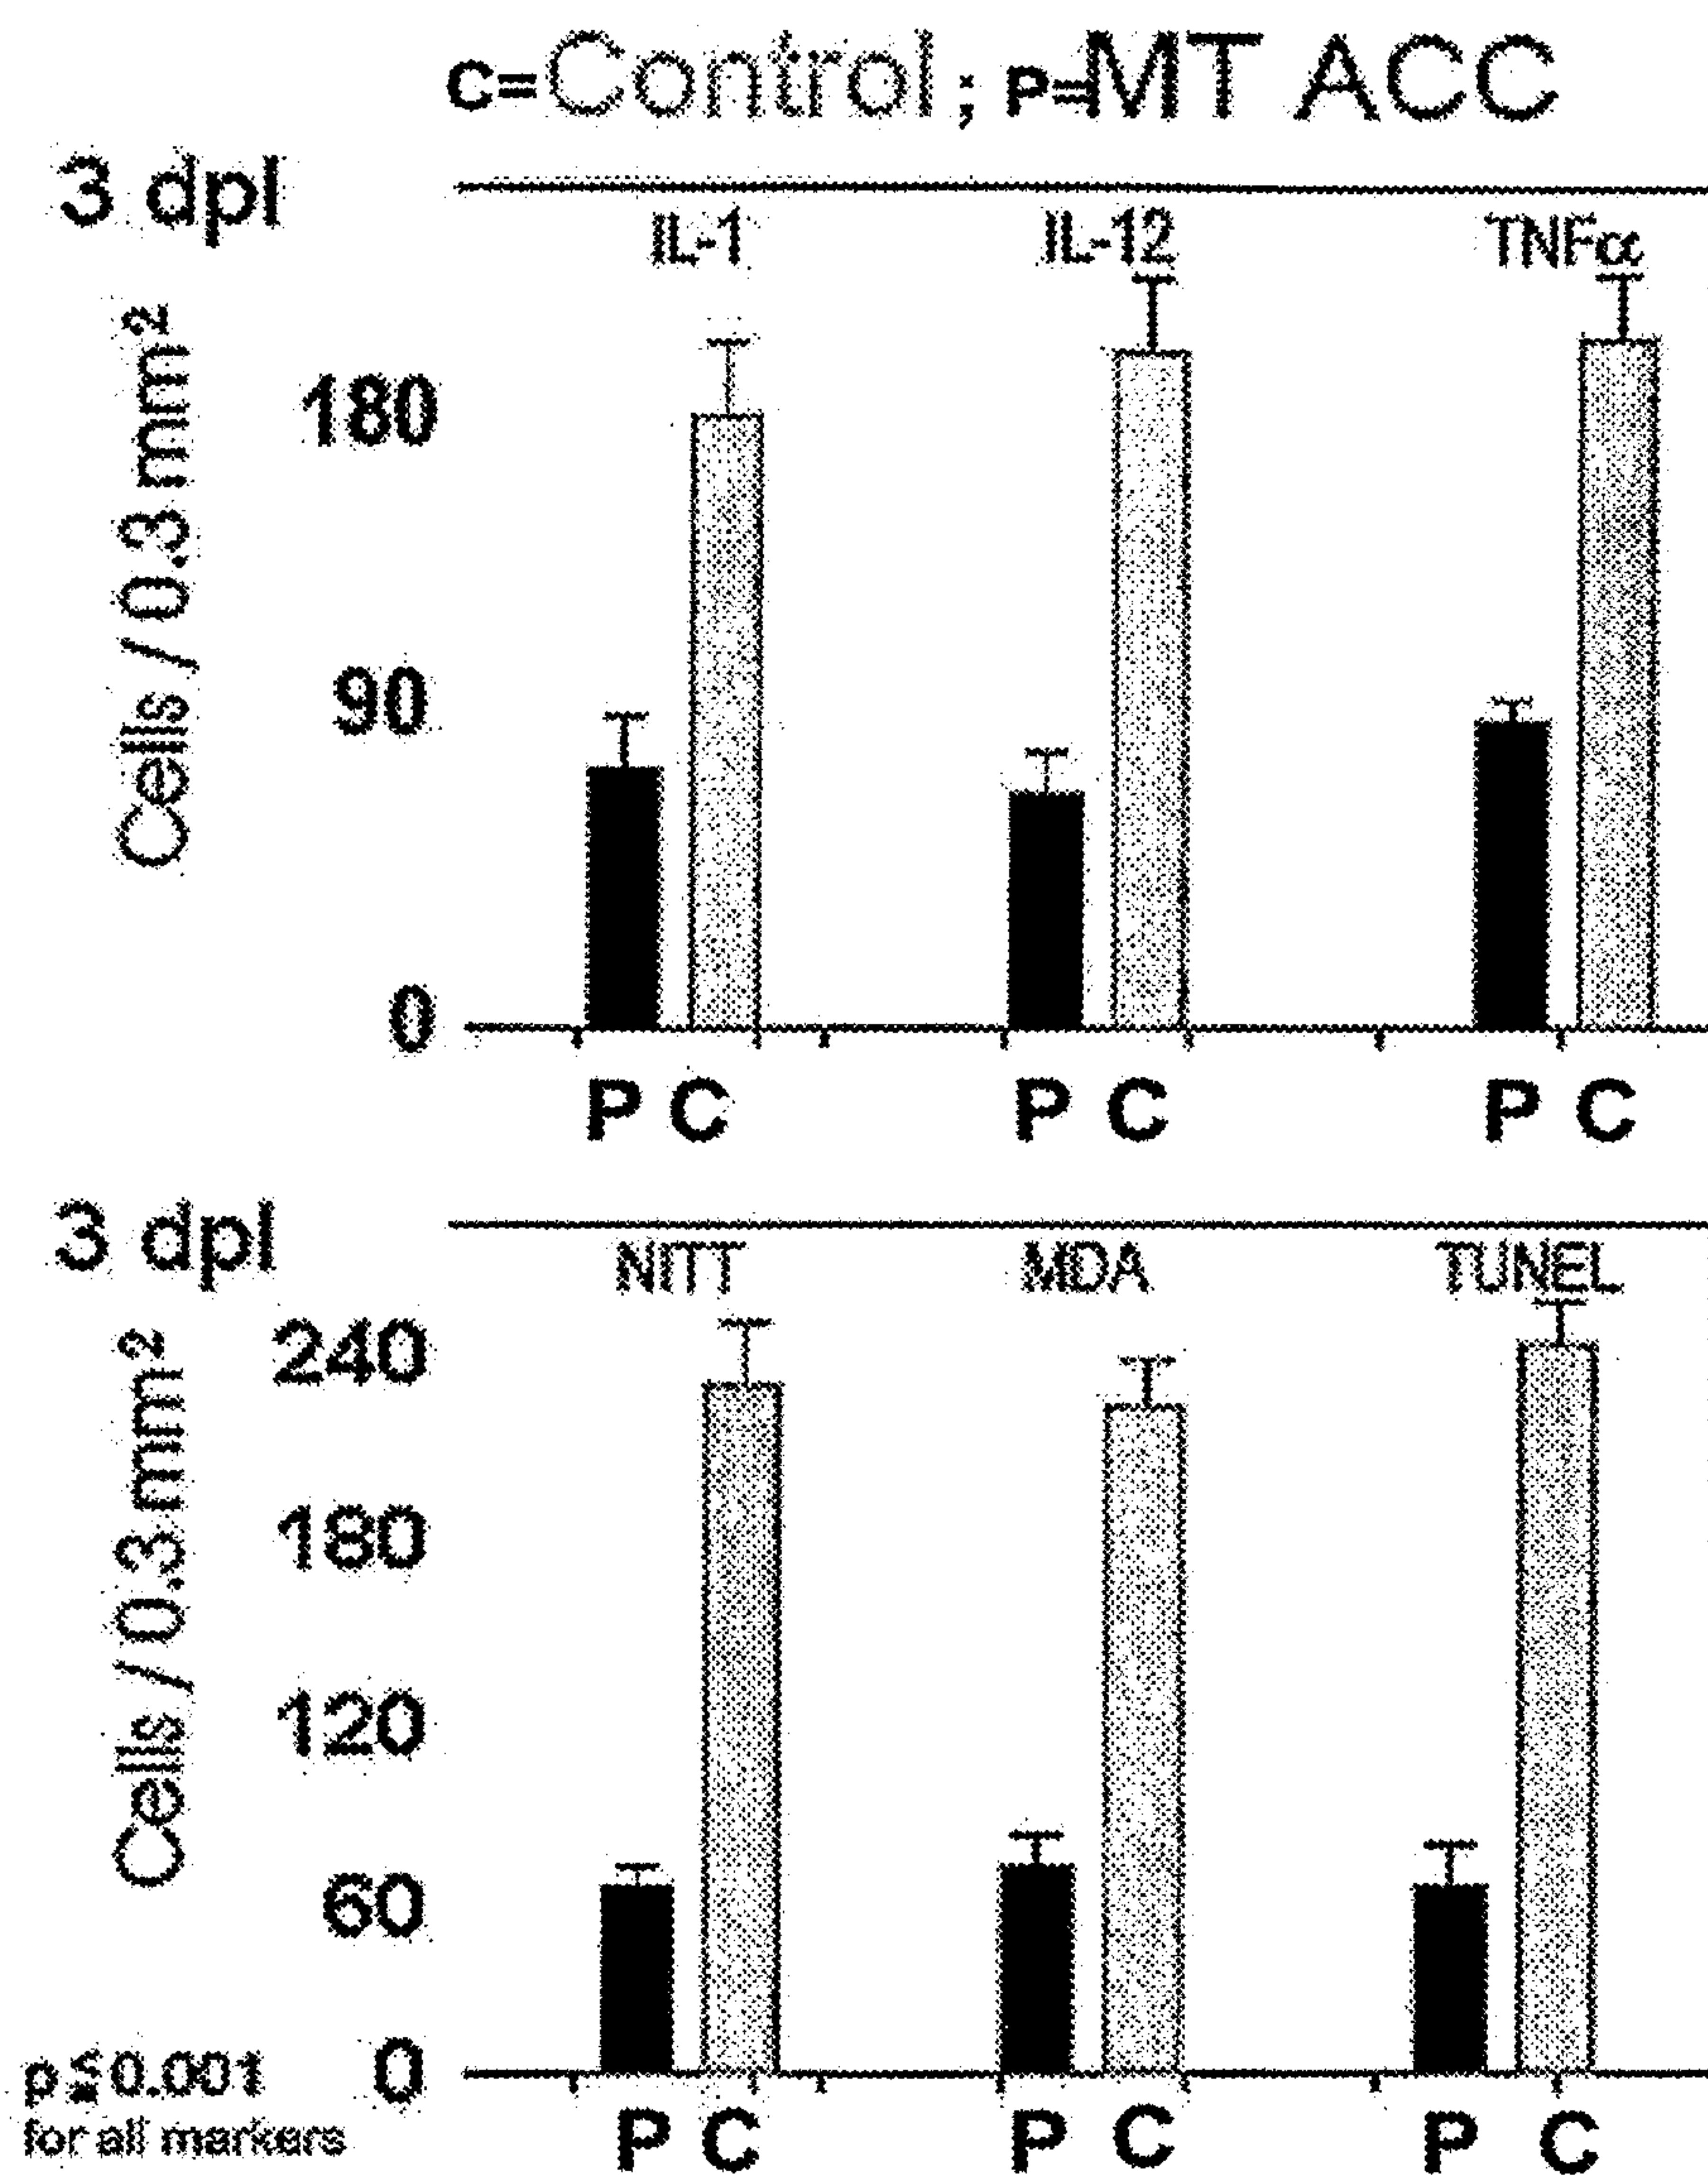 C=Control; P=MT ACC
3 dpl
IL-1 IL-12 TNFα
Cells / 0.3 mm²
180
90
0
P C P C P C
3 dpl
NITT MDA TUNEL
Cells / 0.3 mm²
240
180
120
60
0
p≤0.001
for all markers
P C P C P C